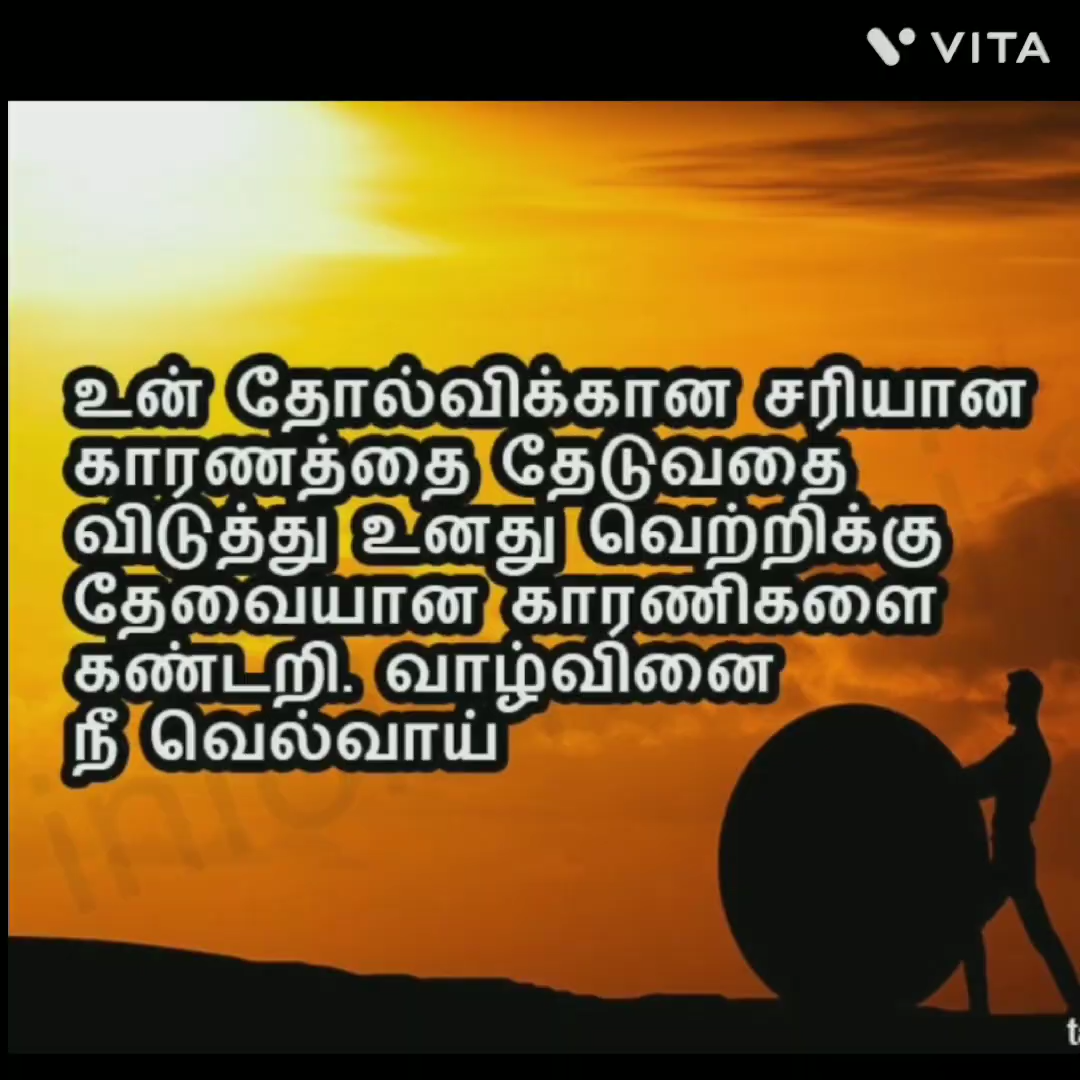 VITA
உன் தோல்விக்கான சரியான
காரணத்தை தேடுவதை
விடுத்து உனது வெற்றிக்கு
தேவையான காரணிகளை
கண்டறி. வாழ்வினை
நீ வெல்வாய்